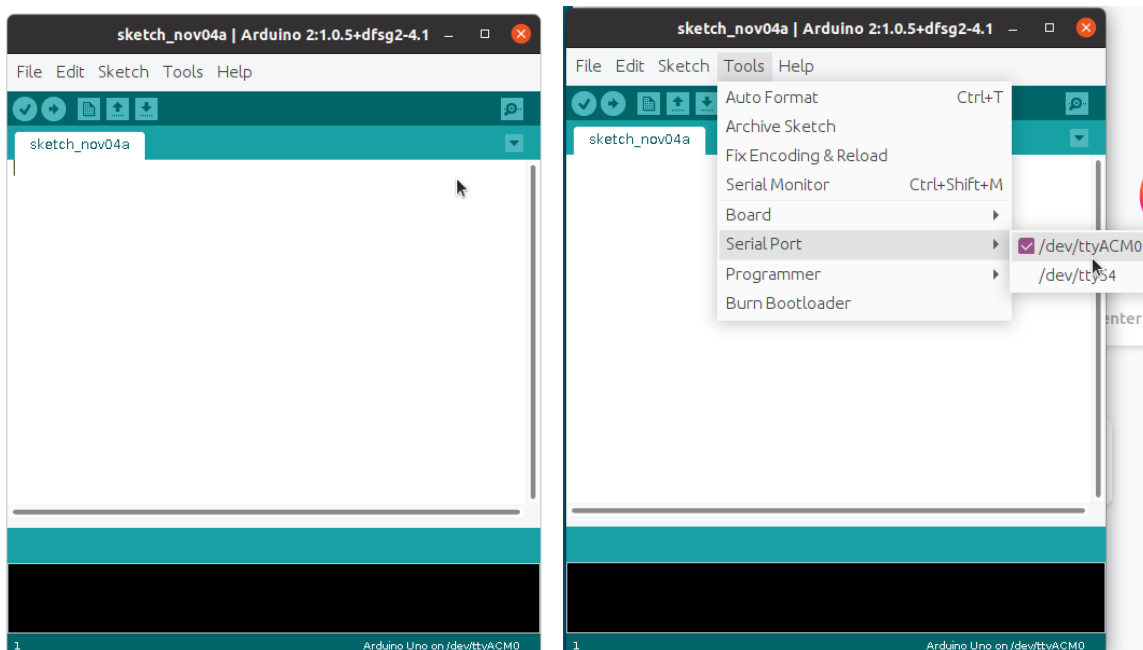 sketch_nov04a | Arduino 2:1.0.5+dfsg2-4.1
File Edit Sketch Tools Help
sketch_nov04a
1
Arduino Uno on /dev/ttyACM0
sketch_nov04a | Arduino 2:1.0.5+dfsg2-4.1
File Edit Sketch Tools Help
sketch_nov04a
Auto Format Ctrl+T
Archive Sketch
Fix Encoding & Reload
Serial Monitor Ctrl+Shift+M
Board
Serial Port
Programmer
Burn Bootloader
/dev/ttyACM0
/dev/ttyS4
enter
1
Arduino Uno on /dev/ttyACM0